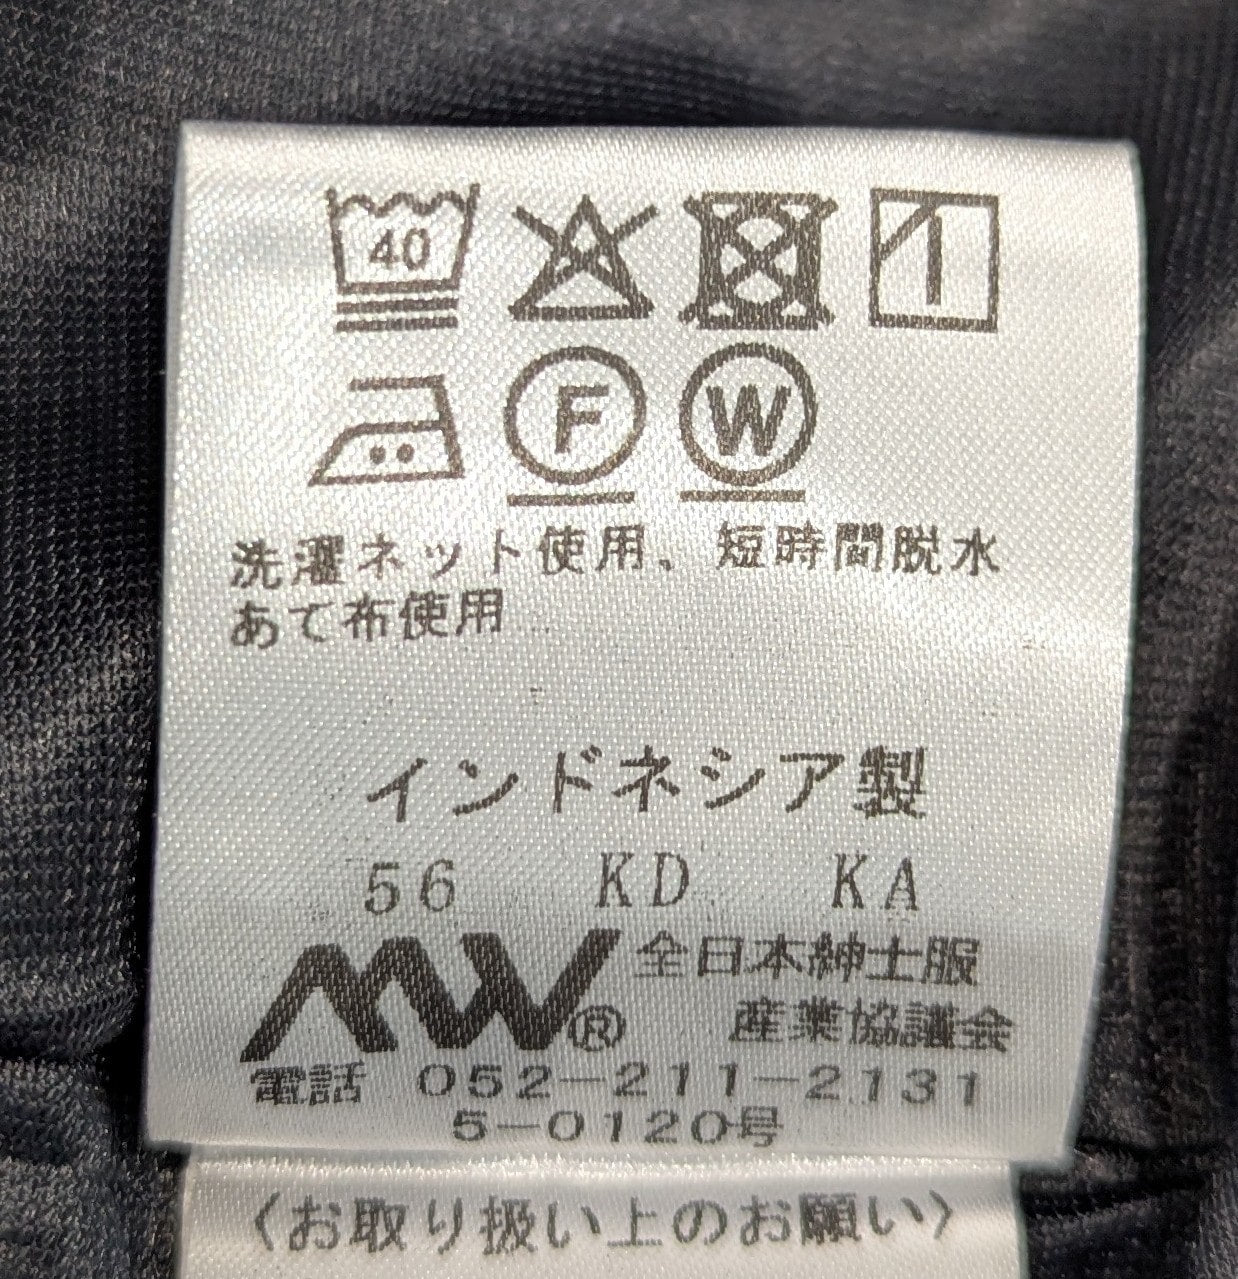 40
F W
洗濯ネット使用、短時間脱水
あて布使用
インドネシア製
56 KD KA
MW® 全日本紳士服
産業協議会
電話 052-211-2131
5-0120号
〈お取り扱い上のお願い〉